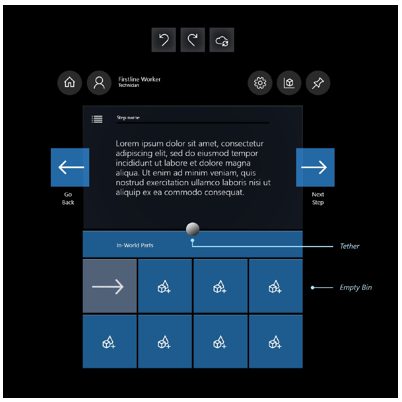 Firstline Worker
Technician
Step name
Lorem ipsum dolor sit amet, consectetur
adipiscing elit, sed do eiusmod tempor
incididunt ut labore et dolore magna
aliqua. Ut enim ad minim veniam, quis
nostrud exercitation ullamco laboris nisi ut
aliquip ex ea commodo consequat.
Go
Back
Next
Step
In-World Parts
Tether
Empty Bin